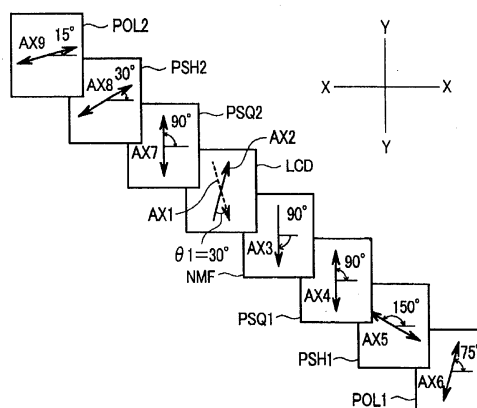 POL2
AX9
15°
PSH2
AX8
30°
PSQ2
AX7
90°
AX2
LCD
AX1
θ1=30°
NMF
AX3
90°
PSQ1
AX4
90°
PSH1
AX5
150°
POL1
AX6
75°
Y
X
X
Y